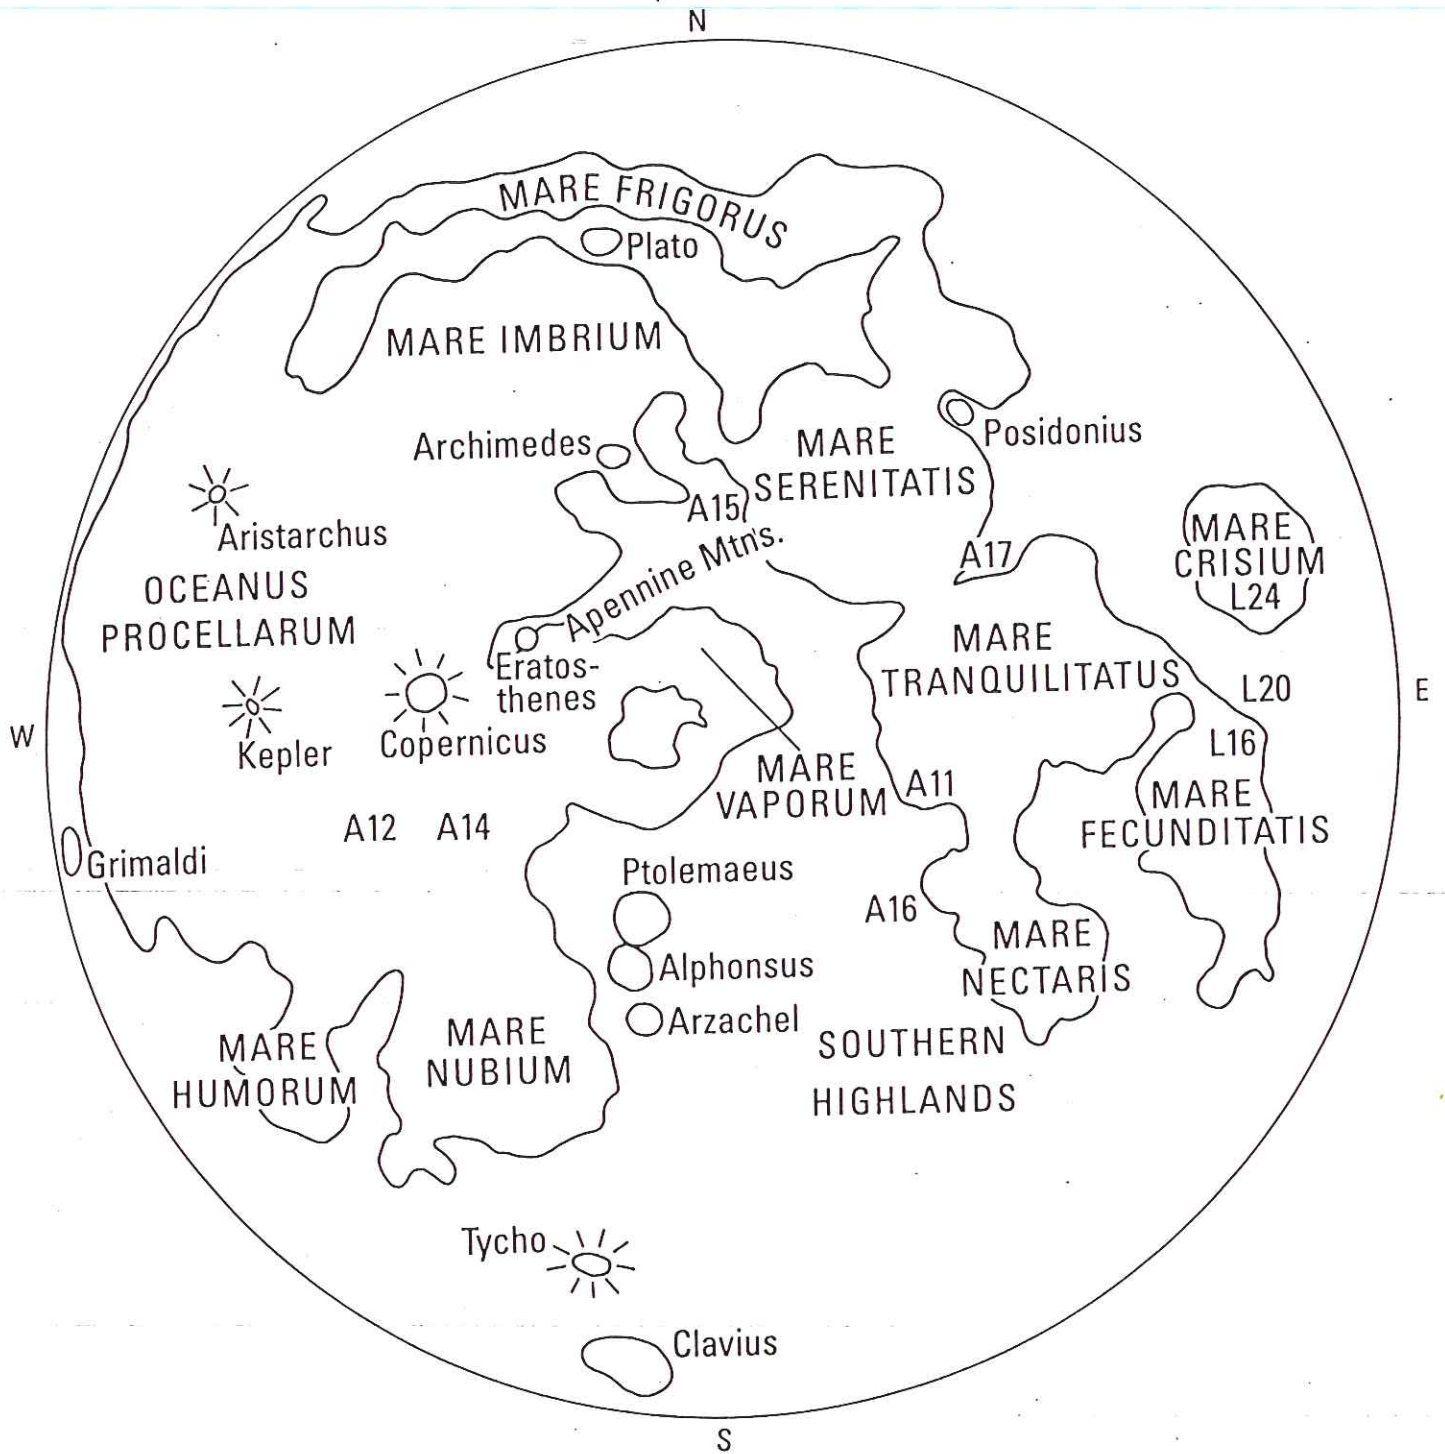 N
MARE FRIGORUS
Plato
MARE IMBRIUM
Archimedes
MARE
SERENITATIS
Posidonius
A15
Aristarchus
Apennine Mtn's.
A17
MARE
CRISIUM
L24
OCEANUS
PROCELLARUM
Eratos-
thenes
MARE
TRANQUILITATUS
L20
E
W
Kepler
Copernicus
L16
MARE
VAPORUM
A11
MARE
FECUNDITATIS
A12
A14
Grimaldi
Ptolemaeus
A16
MARE
NECTARIS
Alphonsus
Arzachel
MARE
HUMORUM
MARE
NUBIUM
SOUTHERN
HIGHLANDS
Tycho
Clavius
S